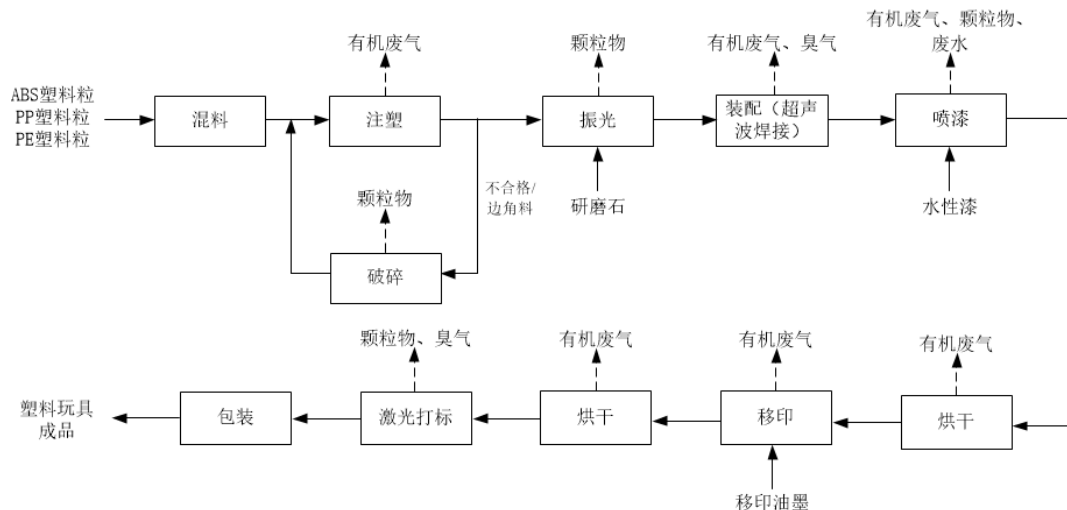 有机废气
颗粒物
有机废气、臭气
有机废气、颗粒物、
废水
ABS塑料粒
PP塑料粒
PE塑料粒
混料
注塑
振光
装配（超声
波焊接）
喷漆
不合格/
边角料
颗粒物
研磨石
水性漆
破碎
颗粒物、臭气
有机废气
有机废气
有机废气
塑料玩具
成品
包装
激光打标
烘干
移印
烘干
移印油墨